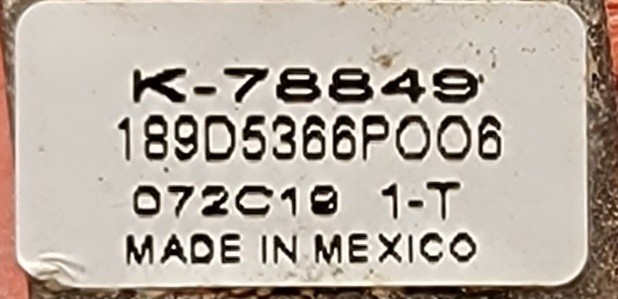 K-78849
189D5366P006
072C19 1-T
MADE IN MEXICO